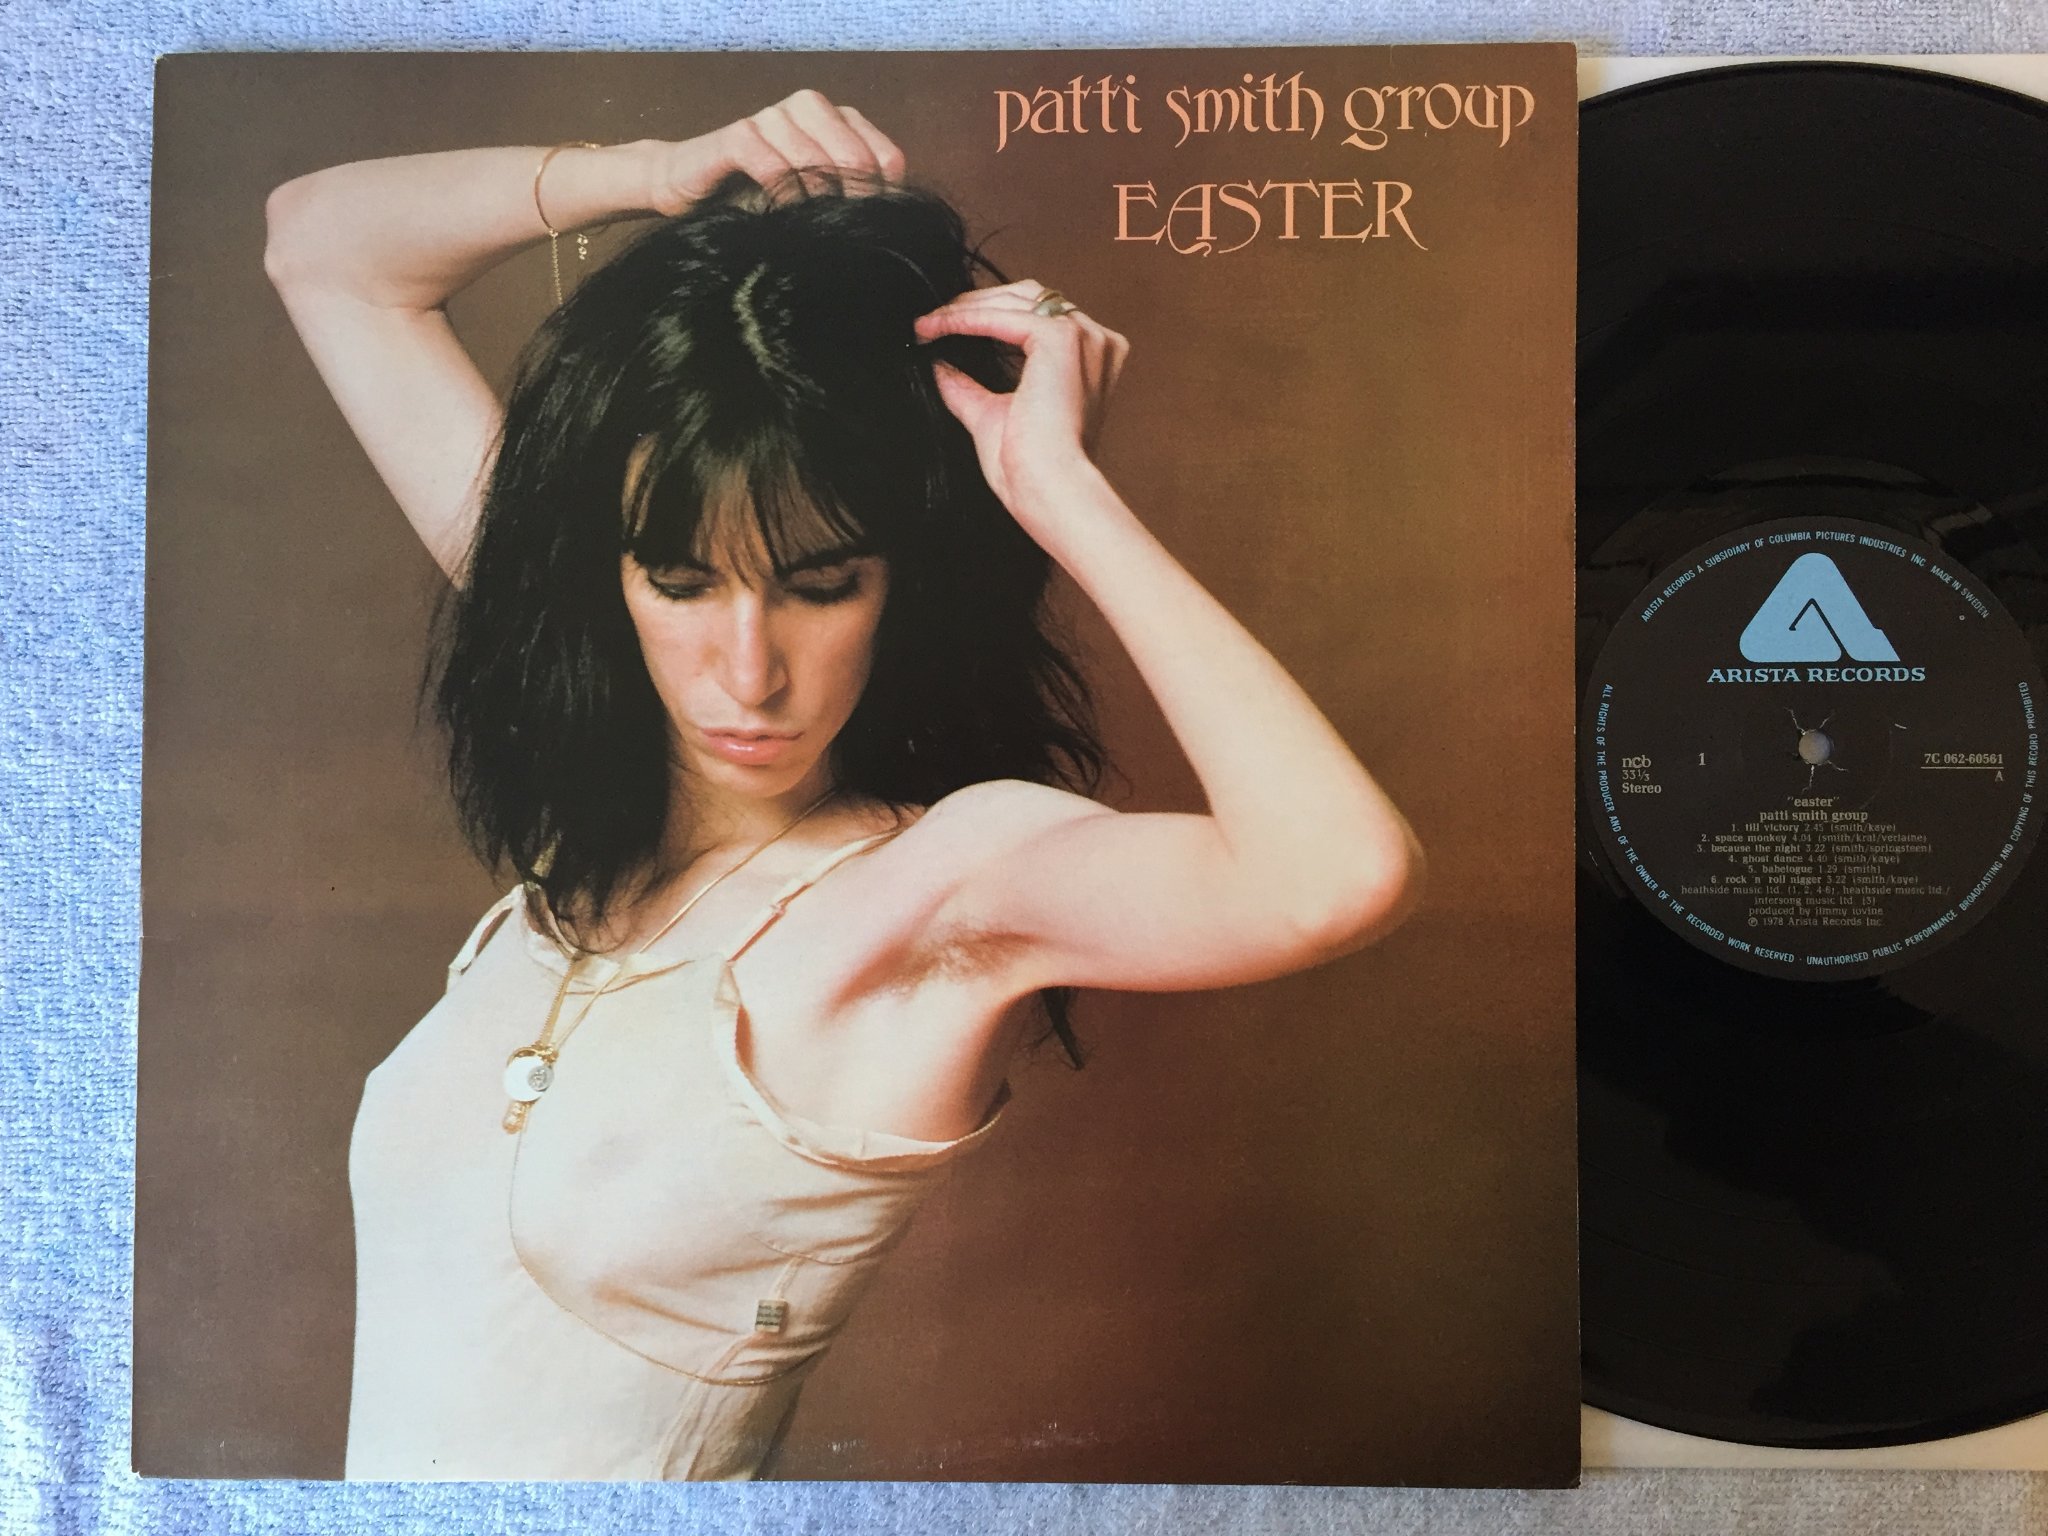 patti smith group
EASTER
ARISTA RECORDS A SUBSIDIARY OF COLUMBIA PICTURES INDUSTRIES INC. MADE IN SWEDEN
ARISTA RECORDS
ncb
33⅓
Stereo
1
7C 062-60561
A
"easter"
patti smith group
1. till victory 2.45 (smith/kaye)
2. space monkey 4.04 (smith/kral/verlaine)
3. because the night 3.22 (smith/springsteen)
4. ghost dance 4.40 (smith/kaye)
5. babelogue 1.29 (smith)
6. rock 'n' roll nigger 3.22 (smith/kaye)
heathside music ltd. (1, 2, 4-6), heathside music ltd./
intersong music ltd. (3)
produced by jimmy iovine
℗ 1978 Arista Records Inc.
ALL RIGHTS OF THE PRODUCER AND OF THE OWNER OF THE RECORDED WORK RESERVED · UNAUTHORISED PUBLIC PERFORMANCE BROADCASTING AND COPYING OF THIS RECORD PROHIBITED